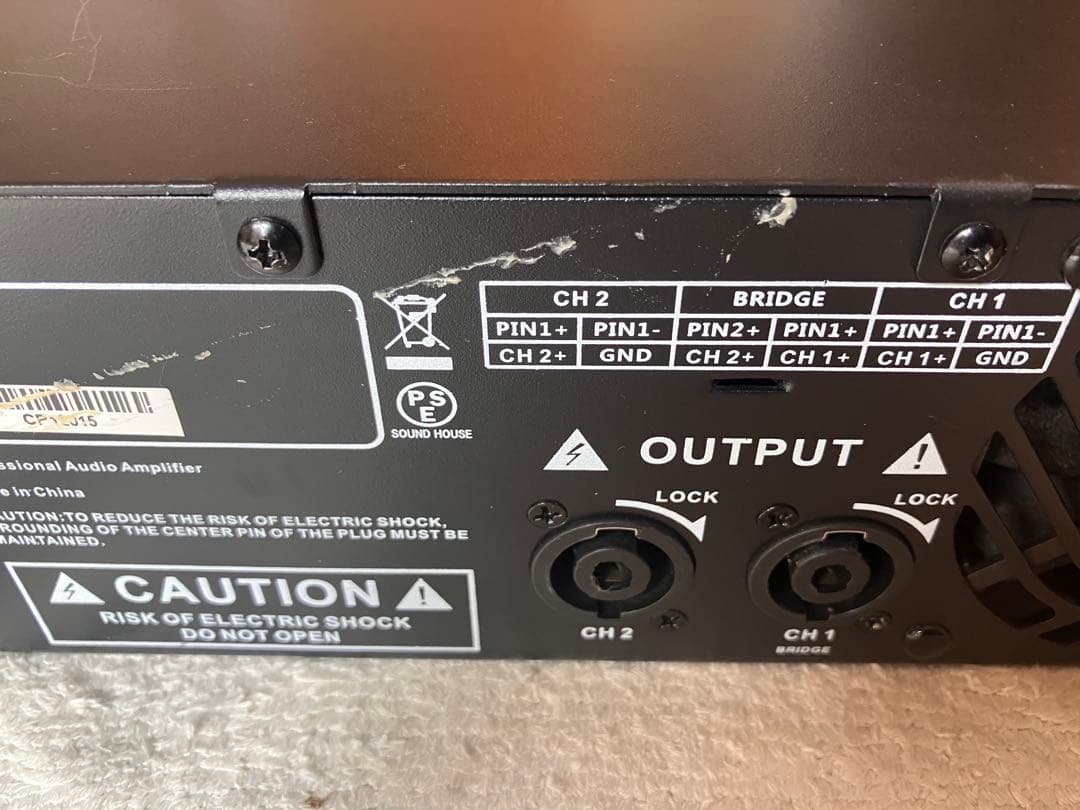 CH 2 BRIDGE CH 1
PIN1+ PIN1- PIN2+ PIN1+ PIN1+ PIN1-
CH 2+ GND CH 2+ CH 1+ CH 1+ GND
PSE
SOUND HOUSE
OUTPUT
LOCK LOCK
CH 2 CH 1
BRIDGE
ssional Audio Amplifier
e in China
AUTION:TO REDUCE THE RISK OF ELECTRIC SHOCK,
ROUNDING OF THE CENTER PIN OF THE PLUG MUST BE
MAINTAINED.
CAUTION
RISK OF ELECTRIC SHOCK
DO NOT OPEN